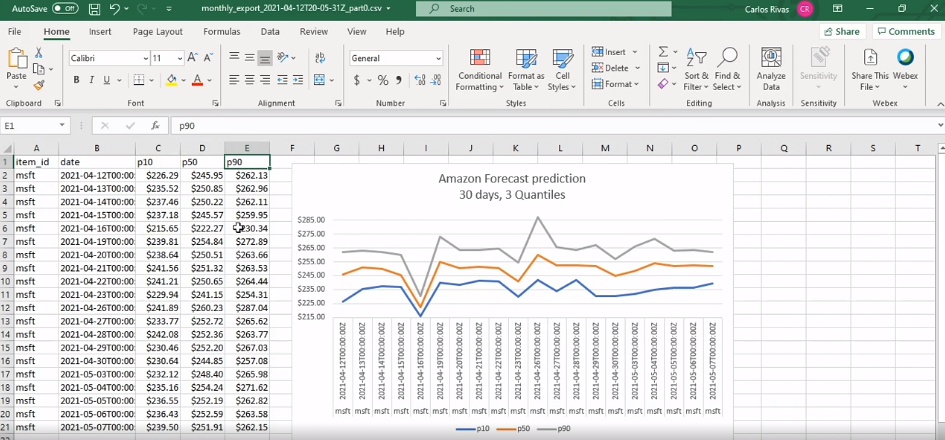 AutoSave Off monthly_export_2021-04-12T20-05-31Z_part0.csv Search Carlos Rivas CR
File Home Insert Page Layout Formulas Data Review View Help Share Comments
Paste Calibri 11 General Conditional Formatting Format as Table Cell Styles Insert Delete Format Sort & Filter Find & Select Analyze Data Sensitivity Share This File Webex
Clipboard Font Alignment Number Styles Cells Editing Analysis Sensitivity Webex
E1 fx p90
A B C D E F G H I J K L M N O P Q R S T
1 item_id date p10 p50 p90
2 msft 2021-04-12T00:00: $226.29 $245.95 $262.13
3 msft 2021-04-13T00:00: $235.52 $250.85 $262.96
4 msft 2021-04-14T00:00: $237.46 $250.22 $262.11
5 msft 2021-04-15T00:00: $237.18 $245.57 $259.95
6 msft 2021-04-16T00:00: $215.65 $222.27 $230.34
7 msft 2021-04-19T00:00: $239.81 $254.84 $272.89
8 msft 2021-04-20T00:00: $238.64 $250.51 $263.66
9 msft 2021-04-21T00:00: $241.56 $251.32 $263.53
10 msft 2021-04-22T00:00: $241.21 $250.65 $264.44
11 msft 2021-04-23T00:00: $229.94 $241.15 $254.31
12 msft 2021-04-26T00:00: $241.89 $260.23 $287.04
13 msft 2021-04-27T00:00: $233.77 $252.72 $265.62
14 msft 2021-04-28T00:00: $242.08 $252.36 $263.77
15 msft 2021-04-29T00:00: $230.46 $252.20 $267.03
16 msft 2021-04-30T00:00: $230.64 $244.85 $257.08
17 msft 2021-05-03T00:00: $232.12 $248.40 $265.98
18 msft 2021-05-04T00:00: $235.16 $254.24 $271.62
19 msft 2021-05-05T00:00: $236.55 $252.19 $262.82
20 msft 2021-05-06T00:00: $236.43 $252.59 $263.58
21 msft 2021-05-07T00:00: $239.50 $251.91 $262.15
Amazon Forecast prediction
30 days, 3 Quantiles
$285.00
$275.00
$265.00
$255.00
$245.00
$235.00
$225.00
$215.00
2021-04-12T00:00:00Z
2021-04-13T00:00:00Z
2021-04-14T00:00:00Z
2021-04-15T00:00:00Z
2021-04-16T00:00:00Z
2021-04-19T00:00:00Z
2021-04-20T00:00:00Z
2021-04-21T00:00:00Z
2021-04-22T00:00:00Z
2021-04-23T00:00:00Z
2021-04-26T00:00:00Z
2021-04-27T00:00:00Z
2021-04-28T00:00:00Z
2021-04-29T00:00:00Z
2021-04-30T00:00:00Z
2021-05-03T00:00:00Z
2021-05-04T00:00:00Z
2021-05-05T00:00:00Z
2021-05-06T00:00:00Z
2021-05-07T00:00:00Z
msft msft msft msft msft msft msft msft msft msft msft msft msft msft msft msft msft msft msft msft
p10 p50 p90